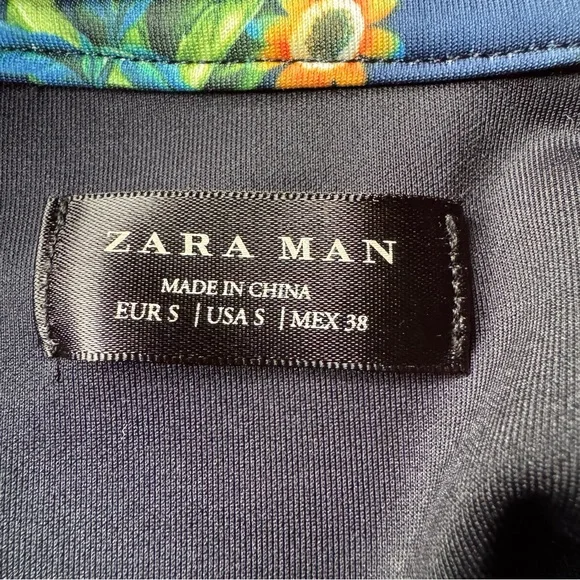 ZARA MAN
MADE IN CHINA
EUR S | USA S | MEX 38